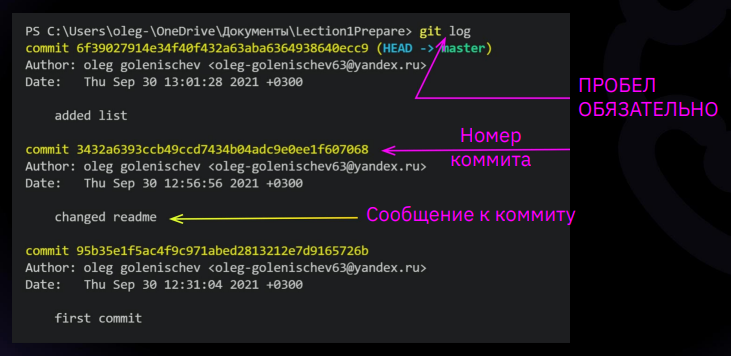 PS C:\Users\oleg-\OneDrive\Документы\Lection1Prepare> git log
commit 6f39027914e34f40f432a63aba6364938640ecc9 (HEAD -> master)
Author: oleg golenischev <oleg-golenischev63@yandex.ru>
Date:   Thu Sep 30 13:01:28 2021 +0300
ПРОБЕЛ
ОБЯЗАТЕЛЬНО
added list
Номер
commit 3432a6393ccb49ccd7434b04adc9e0ee1f607068
коммита
Author: oleg golenischev <oleg-golenischev63@yandex.ru>
Date:   Thu Sep 30 12:56:56 2021 +0300
changed readme
Сообщение к коммиту
commit 95b35e1f5ac4f9c971abed2813212e7d9165726b
Author: oleg golenischev <oleg-golenischev63@yandex.ru>
Date:   Thu Sep 30 12:31:04 2021 +0300
first commit